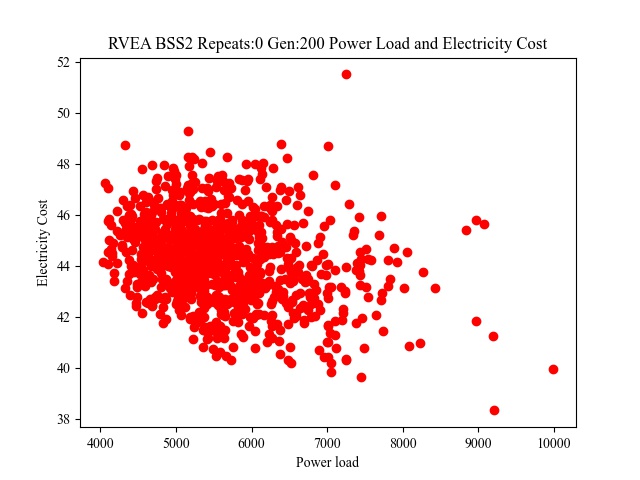 RVEA BSS2 Repeats:0 Gen:200 Power Load and Electricity Cost
52
50
48
46
44
42
40
38
Electricity Cost
4000 5000 6000 7000 8000 9000 10000
Power load